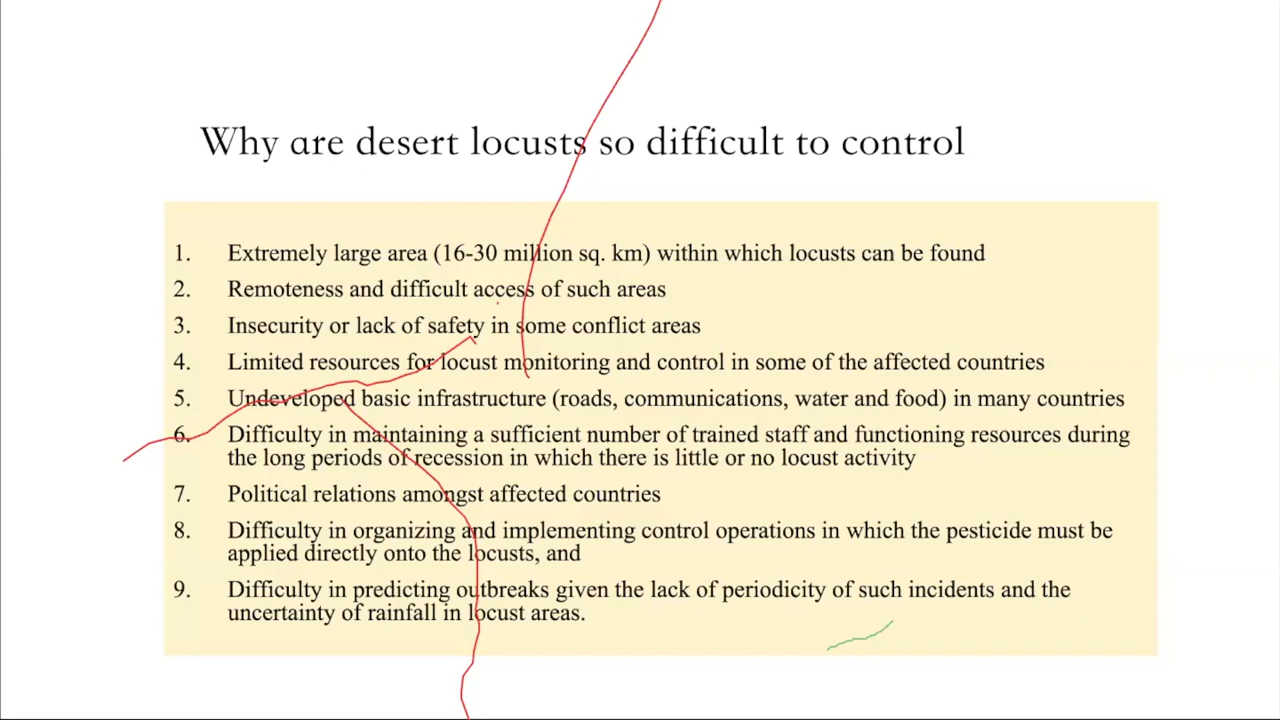 Why are desert locusts so difficult to control
1. Extremely large area (16-30 million sq. km) within which locusts can be found
2. Remoteness and difficult access of such areas
3. Insecurity or lack of safety in some conflict areas
4. Limited resources for locust monitoring and control in some of the affected countries
5. Undeveloped basic infrastructure (roads, communications, water and food) in many countries
6. Difficulty in maintaining a sufficient number of trained staff and functioning resources during
the long periods of recession in which there is little or no locust activity
7. Political relations amongst affected countries
8. Difficulty in organizing and implementing control operations in which the pesticide must be
applied directly onto the locusts, and
9. Difficulty in predicting outbreaks given the lack of periodicity of such incidents and the
uncertainty of rainfall in locust areas.